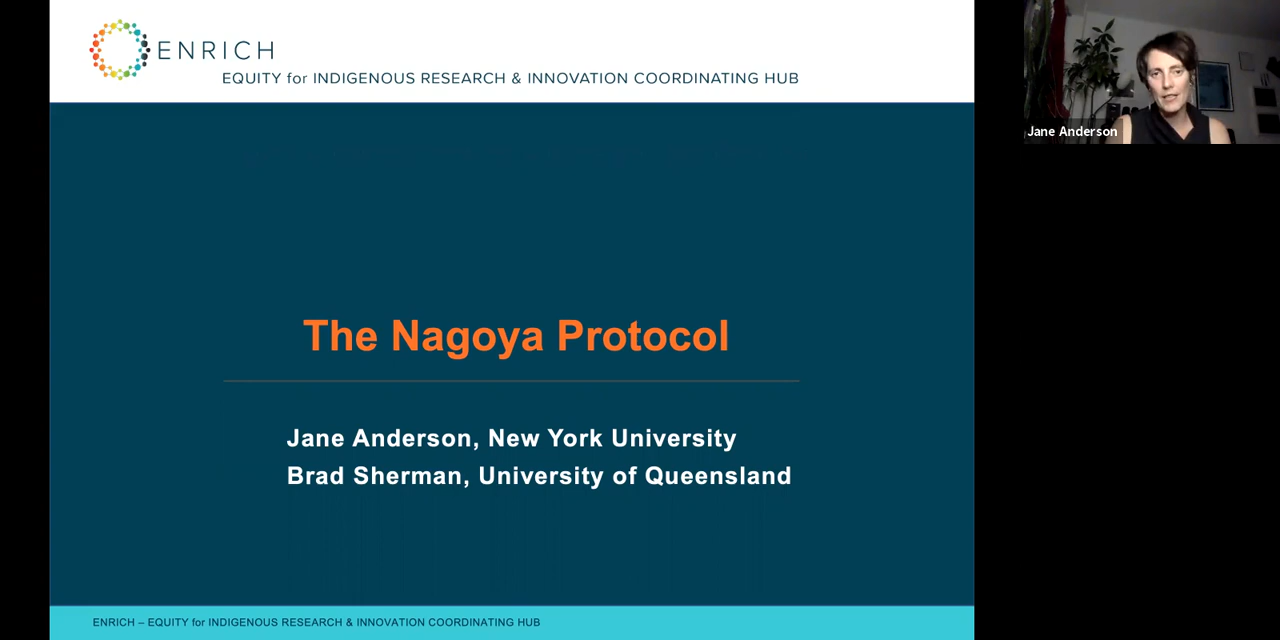 ENRICH
EQUITY for INDIGENOUS RESEARCH & INNOVATION COORDINATING HUB
Jane Anderson
The Nagoya Protocol
Jane Anderson, New York University
Brad Sherman, University of Queensland
ENRICH – EQUITY for INDIGENOUS RESEARCH & INNOVATION COORDINATING HUB